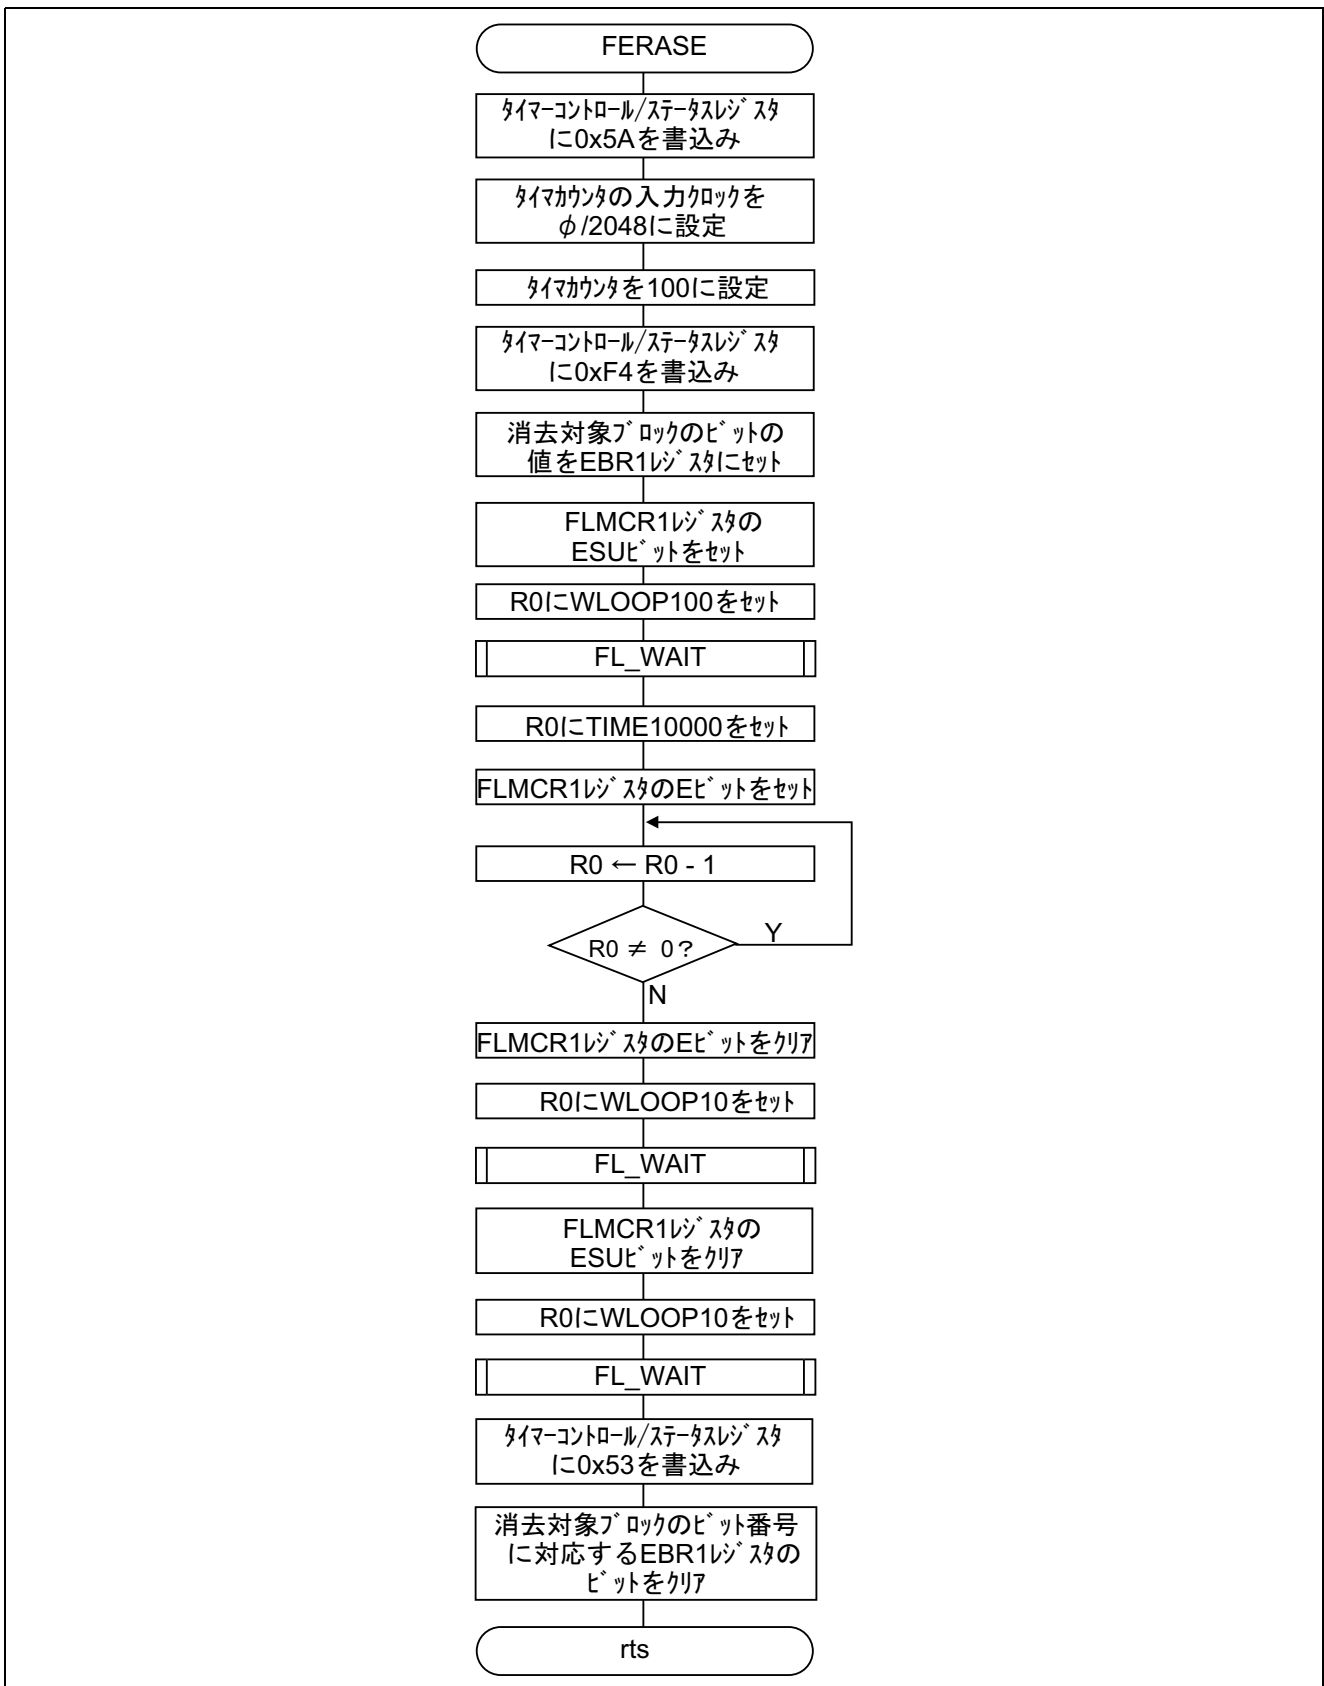 FERASE
ﾀｲﾏｰｺﾝﾄﾛｰﾙ/ｽﾃｰﾀｽﾚｼﾞｽﾀ
に0x5Aを書込み
ﾀｲﾏｶｳﾝﾀの入力ｸﾛｯｸを
φ/2048に設定
ﾀｲﾏｶｳﾝﾀを100に設定
ﾀｲﾏｰｺﾝﾄﾛｰﾙ/ｽﾃｰﾀｽﾚｼﾞｽﾀ
に0xF4を書込み
消去対象ﾌﾞﾛｯｸのﾋﾞｯﾄの
値をEBR1ﾚｼﾞｽﾀにｾｯﾄ
FLMCR1ﾚｼﾞｽﾀの
ESUﾋﾞｯﾄをｾｯﾄ
R0にWLOOP100をｾｯﾄ
FL_WAIT
R0にTIME10000をｾｯﾄ
FLMCR1ﾚｼﾞｽﾀのEﾋﾞｯﾄをｾｯﾄ
R0 ← R0 - 1
R0 ≠ 0？
Y
N
FLMCR1ﾚｼﾞｽﾀのEﾋﾞｯﾄをｸﾘｱ
R0にWLOOP10をｾｯﾄ
FL_WAIT
FLMCR1ﾚｼﾞｽﾀの
ESUﾋﾞｯﾄをｸﾘｱ
R0にWLOOP10をｾｯﾄ
FL_WAIT
ﾀｲﾏｰｺﾝﾄﾛｰﾙ/ｽﾃｰﾀｽﾚｼﾞｽﾀ
に0x53を書込み
消去対象ﾌﾞﾛｯｸのﾋﾞｯﾄ番号
に対応するEBR1ﾚｼﾞｽﾀの
ﾋﾞｯﾄをｸﾘｱ
rts